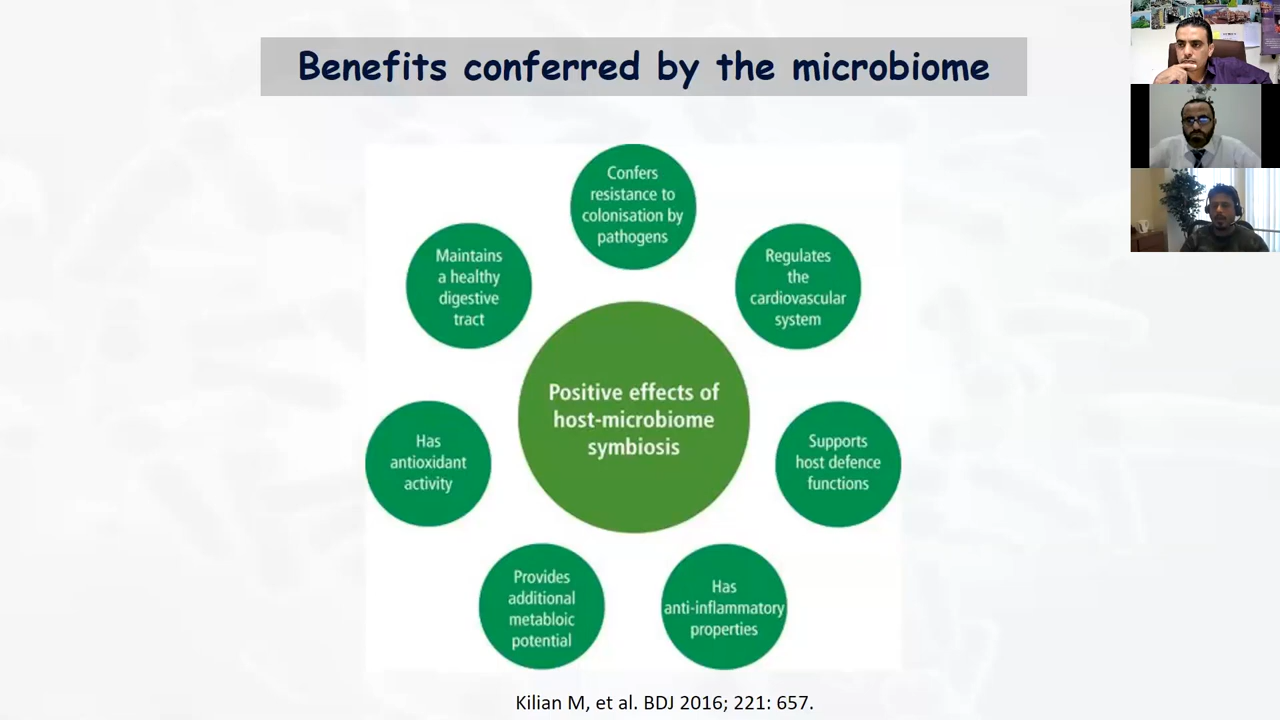 Benefits conferred by the microbiome
Confers
resistance to
colonisation by
pathogens
Maintains
a healthy
digestive
tract
Regulates
the
cardiovascular
system
Positive effects of
host-microbiome
symbiosis
Has
antioxidant
activity
Supports
host defence
functions
Provides
additional
metabloic
potential
Has
anti-inflammatory
properties
Kilian M, et al. BDJ 2016; 221: 657.